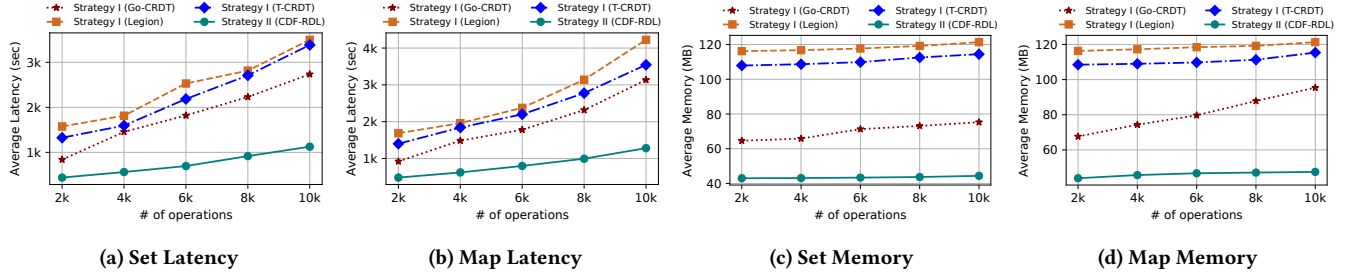 Strategy I (Go-CRDT) Strategy I (T-CRDT)
Strategy I (Legion) Strategy II (CDF-RDL)
Average Latency (sec)
3k
2k
1k
2k 4k 6k 8k 10k
# of operations
(a) Set Latency
Strategy I (Go-CRDT) Strategy I (T-CRDT)
Strategy I (Legion) Strategy II (CDF-RDL)
Average Latency (sec)
4k
3k
2k
1k
2k 4k 6k 8k 10k
# of operations
(b) Map Latency
Strategy I (Go-CRDT) Strategy I (T-CRDT)
Strategy I (Legion) Strategy II (CDF-RDL)
Average Memory (MB)
120
100
80
60
40
2k 4k 6k 8k 10k
# of operations
(c) Set Memory
Strategy I (Go-CRDT) Strategy I (T-CRDT)
Strategy I (Legion) Strategy II (CDF-RDL)
Average Memory (MB)
120
100
80
60
2k 4k 6k 8k 10k
# of operations
(d) Map Memory